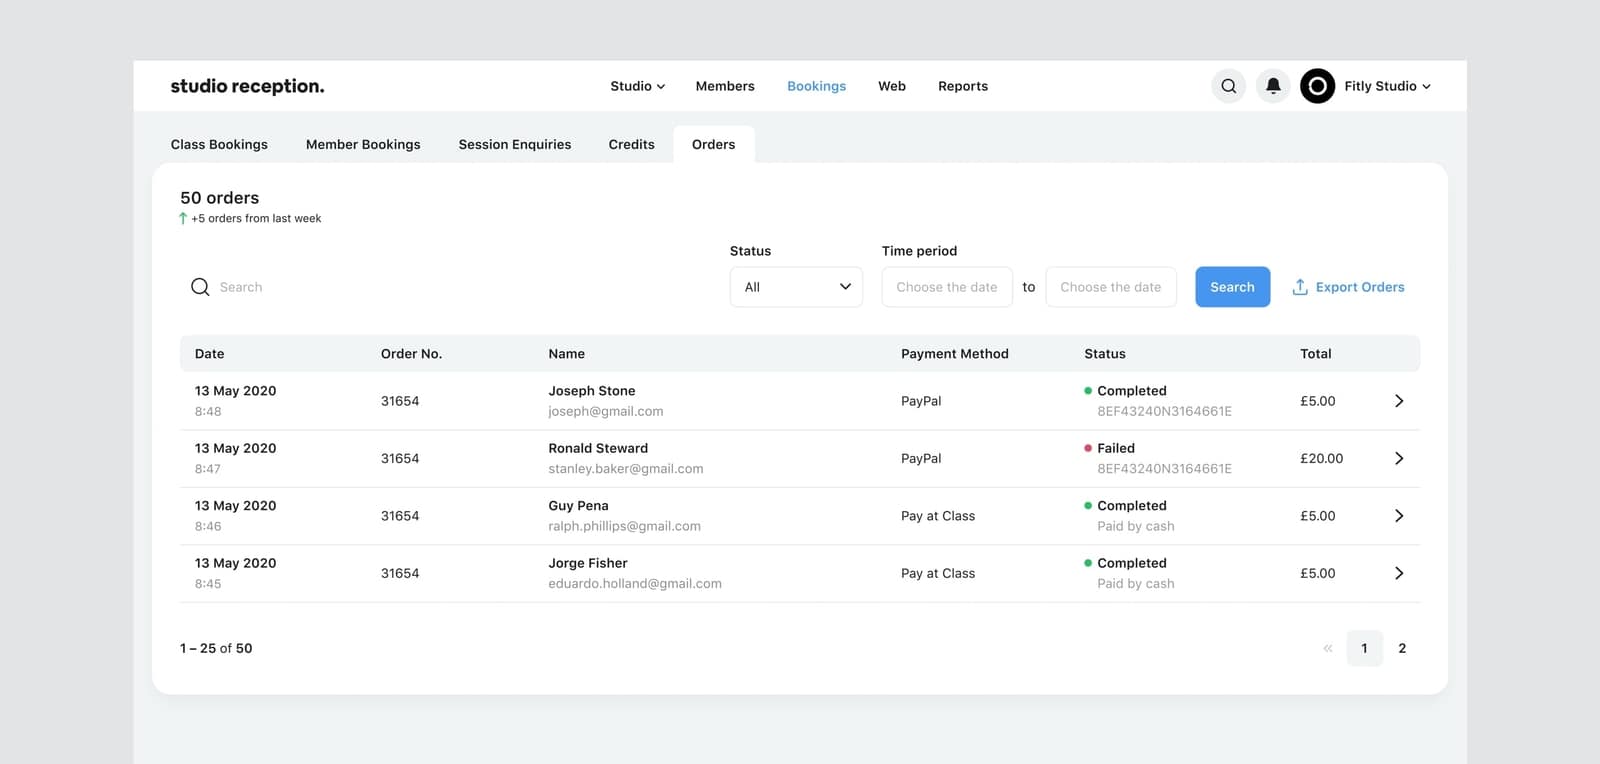 studio reception.
Studio Members Bookings Web Reports Fitly Studio
Class Bookings Member Bookings Session Enquiries Credits Orders
50 orders
+5 orders from last week
Status Time period
Search All Choose the date to Choose the date Search Export Orders
Date Order No. Name Payment Method Status Total
13 May 2020 Joseph Stone Completed
31654 PayPal £5.00
8:48 joseph@gmail.com 8EF43240N3164661E
13 May 2020 Ronald Steward Failed
31654 PayPal £20.00
8:47 stanley.baker@gmail.com 8EF43240N3164661E
13 May 2020 Guy Pena Completed
31654 Pay at Class £5.00
8:46 ralph.phillips@gmail.com Paid by cash
13 May 2020 Jorge Fisher Completed
31654 Pay at Class £5.00
8:45 eduardo.holland@gmail.com Paid by cash
1 – 25 of 50 « 1 2